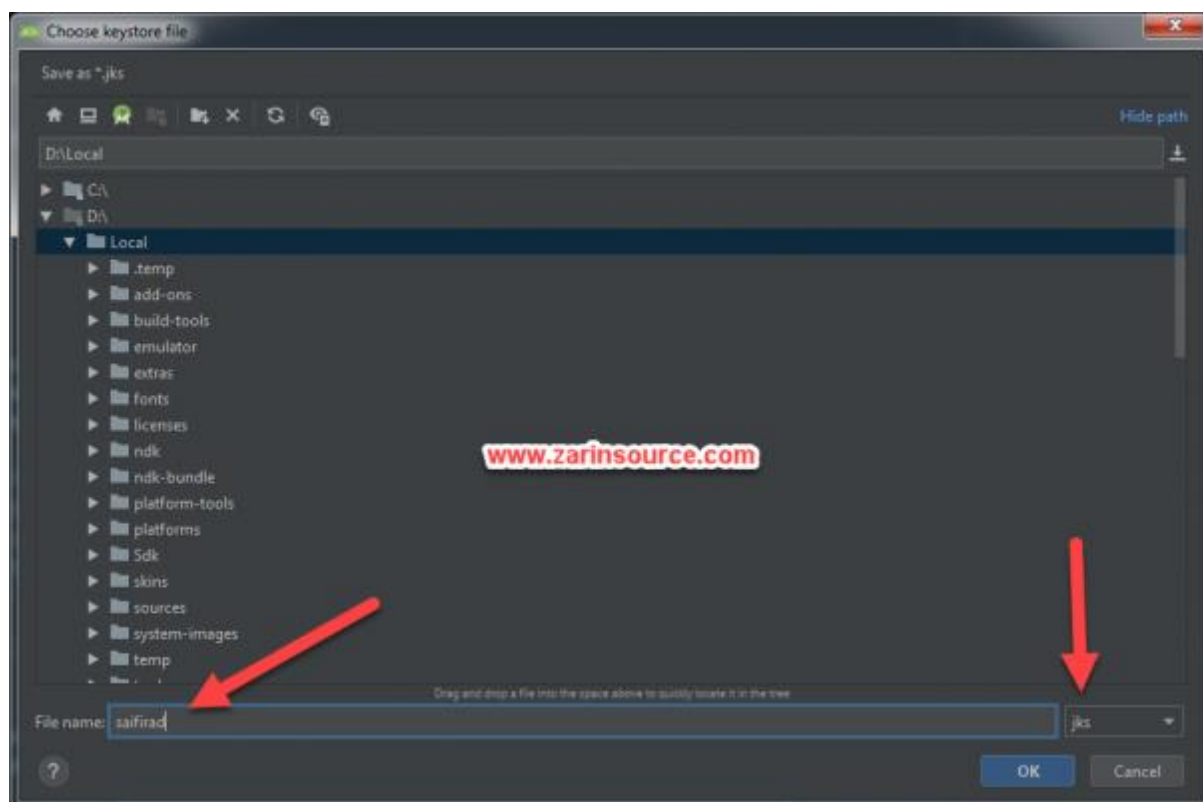 Choose keystore file
Save as *.jks
Hide path
D:\Local
C:\
D:\
Local
.temp
add-ons
build-tools
emulator
extras
fonts
licenses
ndk
www.zarinsource.com
ndk-bundle
platform-tools
platforms
Sdk
skins
sources
system-images
temp
Drag and drop a file into the space above to quickly locate it in the tree
File name: saifirad
jks
?
OK
Cancel